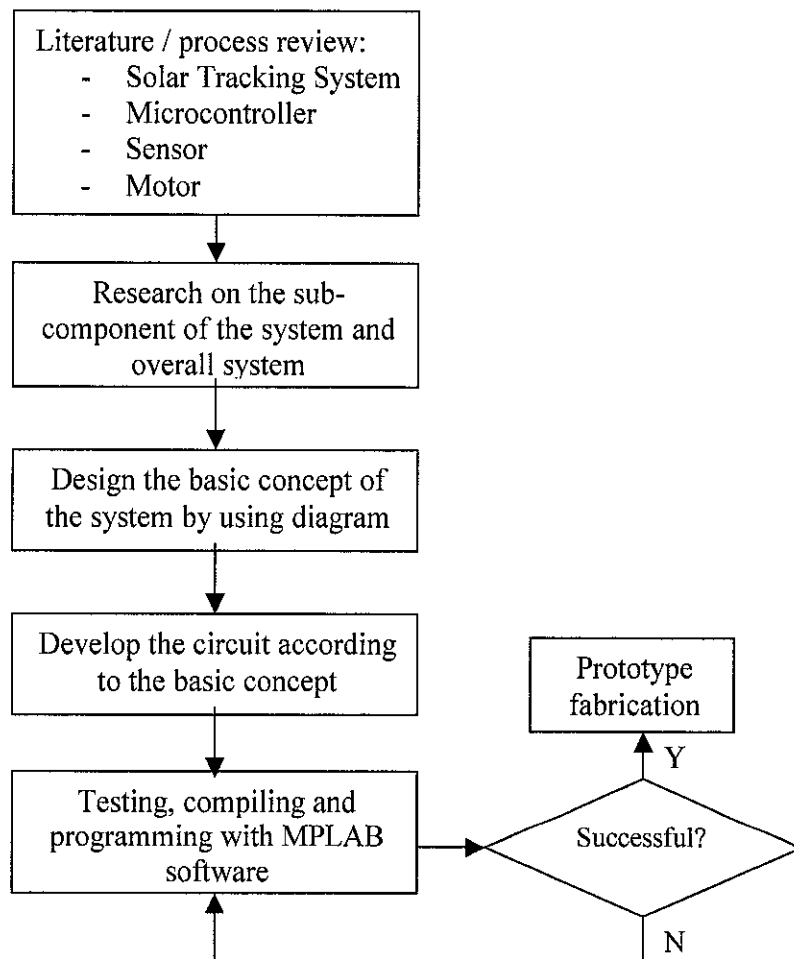 Literature / process review:
- Solar Tracking System
- Microcontroller
- Sensor
- Motor
Research on the sub-
component of the system and
overall system
Design the basic concept of
the system by using diagram
Develop the circuit according
to the basic concept
Testing, compiling and
programming with MPLAB
software
Successful?
Y
Prototype
fabrication
N